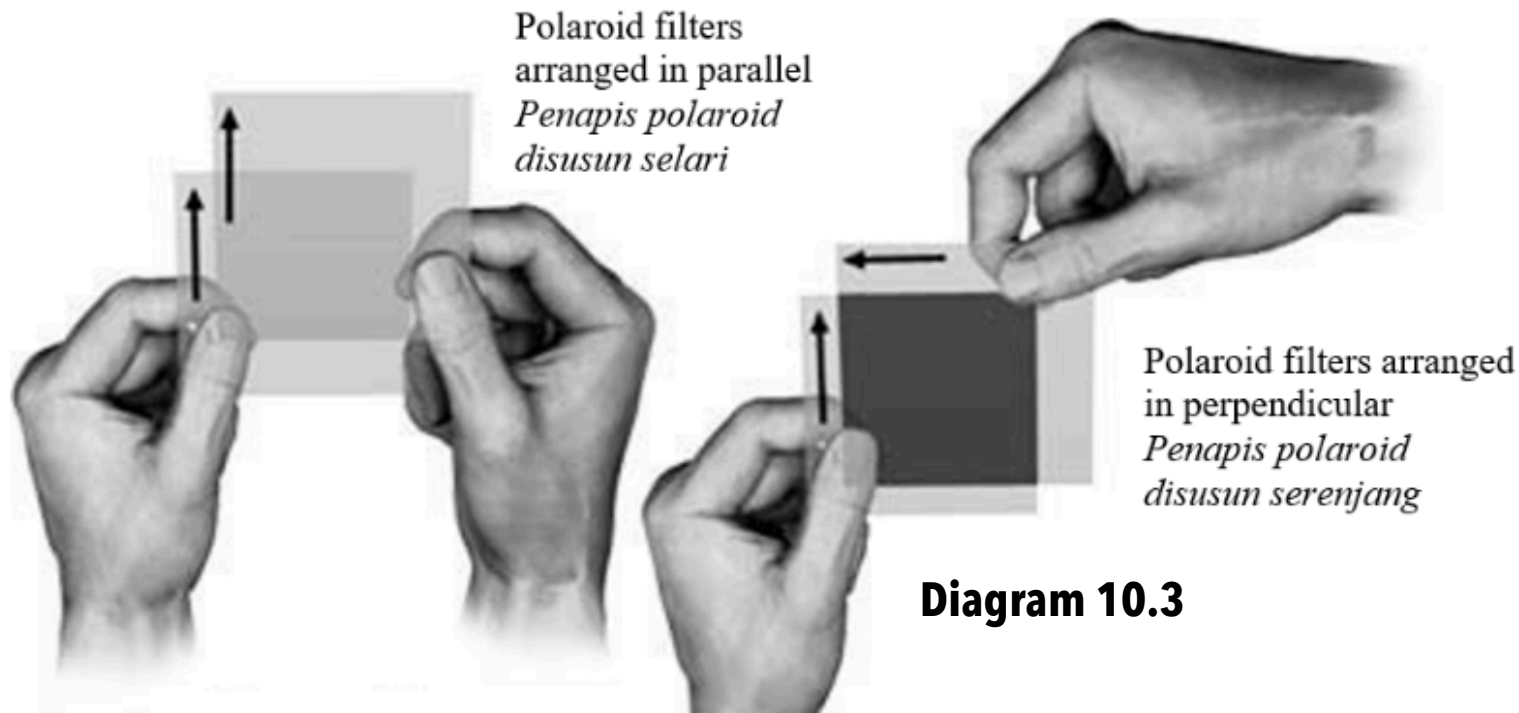 Polaroid filters
arranged in parallel
Penapis polaroid
disusun selari
Polaroid filters arranged
in perpendicular
Penapis polaroid
disusun serenjang
Diagram 10.3